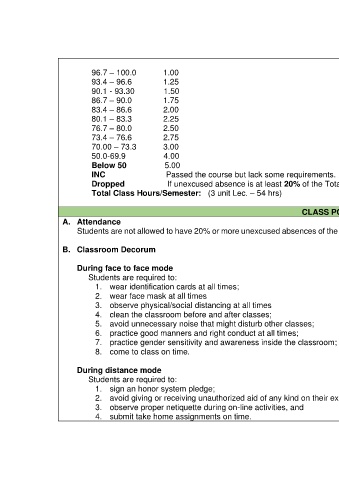 96.7 – 100.0 1.00
93.4 – 96.6 1.25
90.1 - 93.30 1.50
86.7 – 90.0 1.75
83.4 – 86.6 2.00
80.1 – 83.3 2.25
76.7 – 80.0 2.50
73.4 – 76.6 2.75
70.00 – 73.3 3.00
50.0-69.9 4.00
Below 50 5.00
INC Passed the course but lack some requirements.
Dropped If unexcused absence is at least 20% of the Tota
Total Class Hours/Semester: (3 unit Lec. – 54 hrs)
CLASS PO
A. Attendance
Students are not allowed to have 20% or more unexcused absences of the
B. Classroom Decorum
During face to face mode
Students are required to:
1. wear identification cards at all times;
2. wear face mask at all times
3. observe physical/social distancing at all times
4. clean the classroom before and after classes;
5. avoid unnecessary noise that might disturb other classes;
6. practice good manners and right conduct at all times;
7. practice gender sensitivity and awareness inside the classroom;
8. come to class on time.
During distance mode
Students are required to:
1. sign an honor system pledge;
2. avoid giving or receiving unauthorized aid of any kind on their ex
3. observe proper netiquette during on-line activities, and
4. submit take home assignments on time.